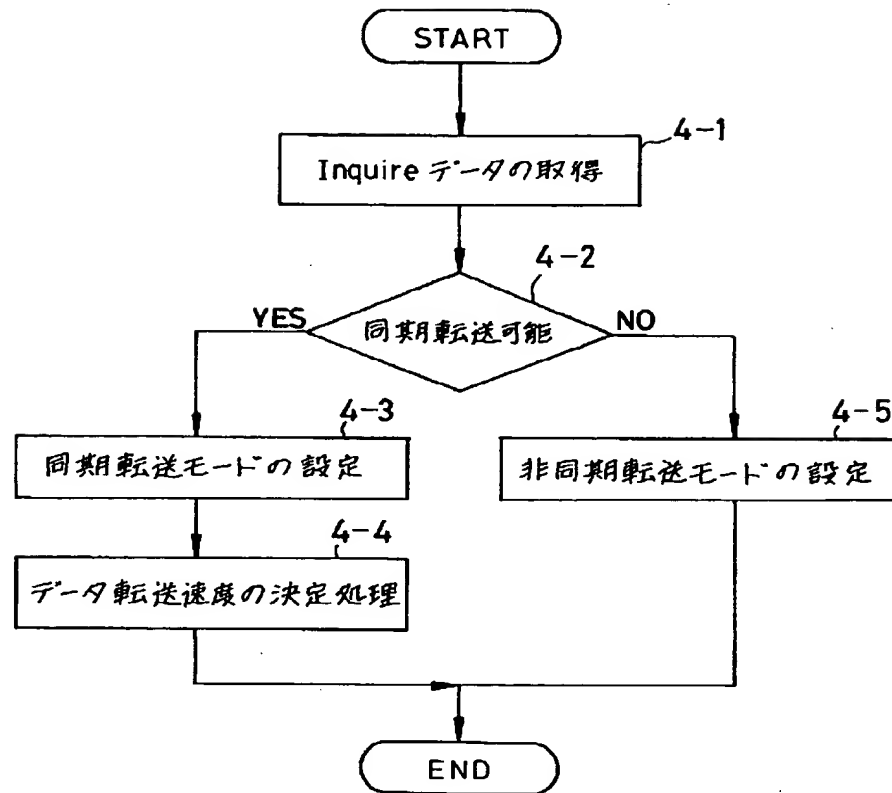 START
4-1
Inquireデータの取得
4-2
YES
同期転送可能
NO
4-3
同期転送モードの設定
4-5
非同期転送モードの設定
4-4
データ転送速度の決定処理
END